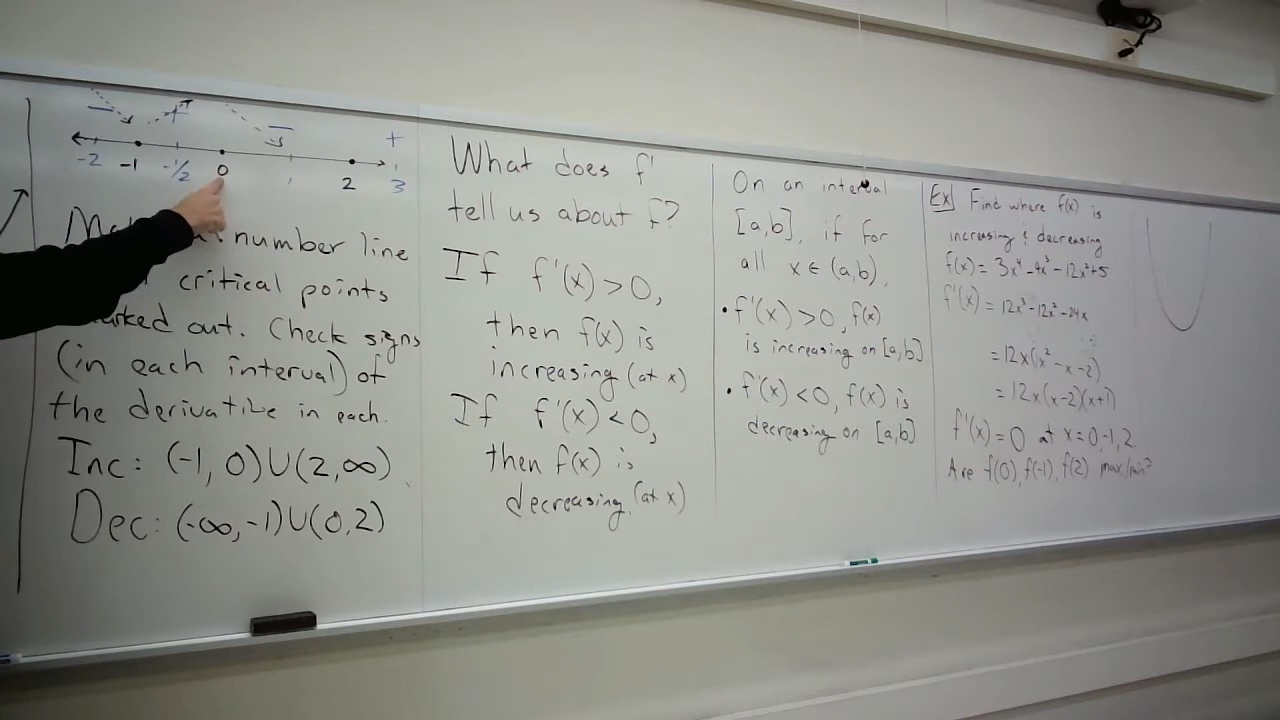 − + − +
-2 -1 -1/2 0 1 2 3
number line
critical points
marked out. Check signs
(in each interval) of
the derivative in each.
Inc: (-1, 0)∪(2,∞)
Dec: (-∞,-1)∪(0,2)
What does f'
tell us about f?
If f'(x)>0,
then f(x) is
increasing (at x)
If f'(x)<0,
then f(x) is
decreasing (at x)
On an interval
[a,b], if for
all x∈(a,b),
• f'(x)>0, f(x)
is increasing on [a,b]
• f'(x)<0, f(x) is
decreasing on [a,b]
Ex Find where f(x) is
increasing & decreasing
f(x)=3x⁴-4x³-12x²+5
f'(x)=12x³-12x²-24x
=12x(x²-x-2)
=12x(x-2)(x+1)
f'(x)=0 at x=0,-1,2.
Are f(0), f(-1), f(2) max/min?